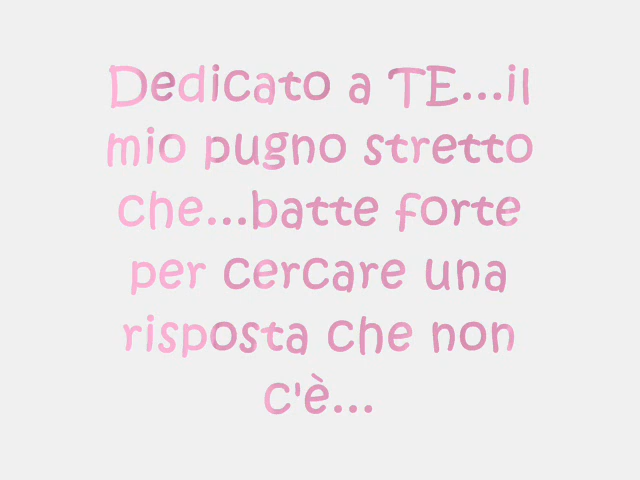 Dedicato a TE...il
mio pugno stretto
che...batte forte
per cercare una
risposta che non
c'è...